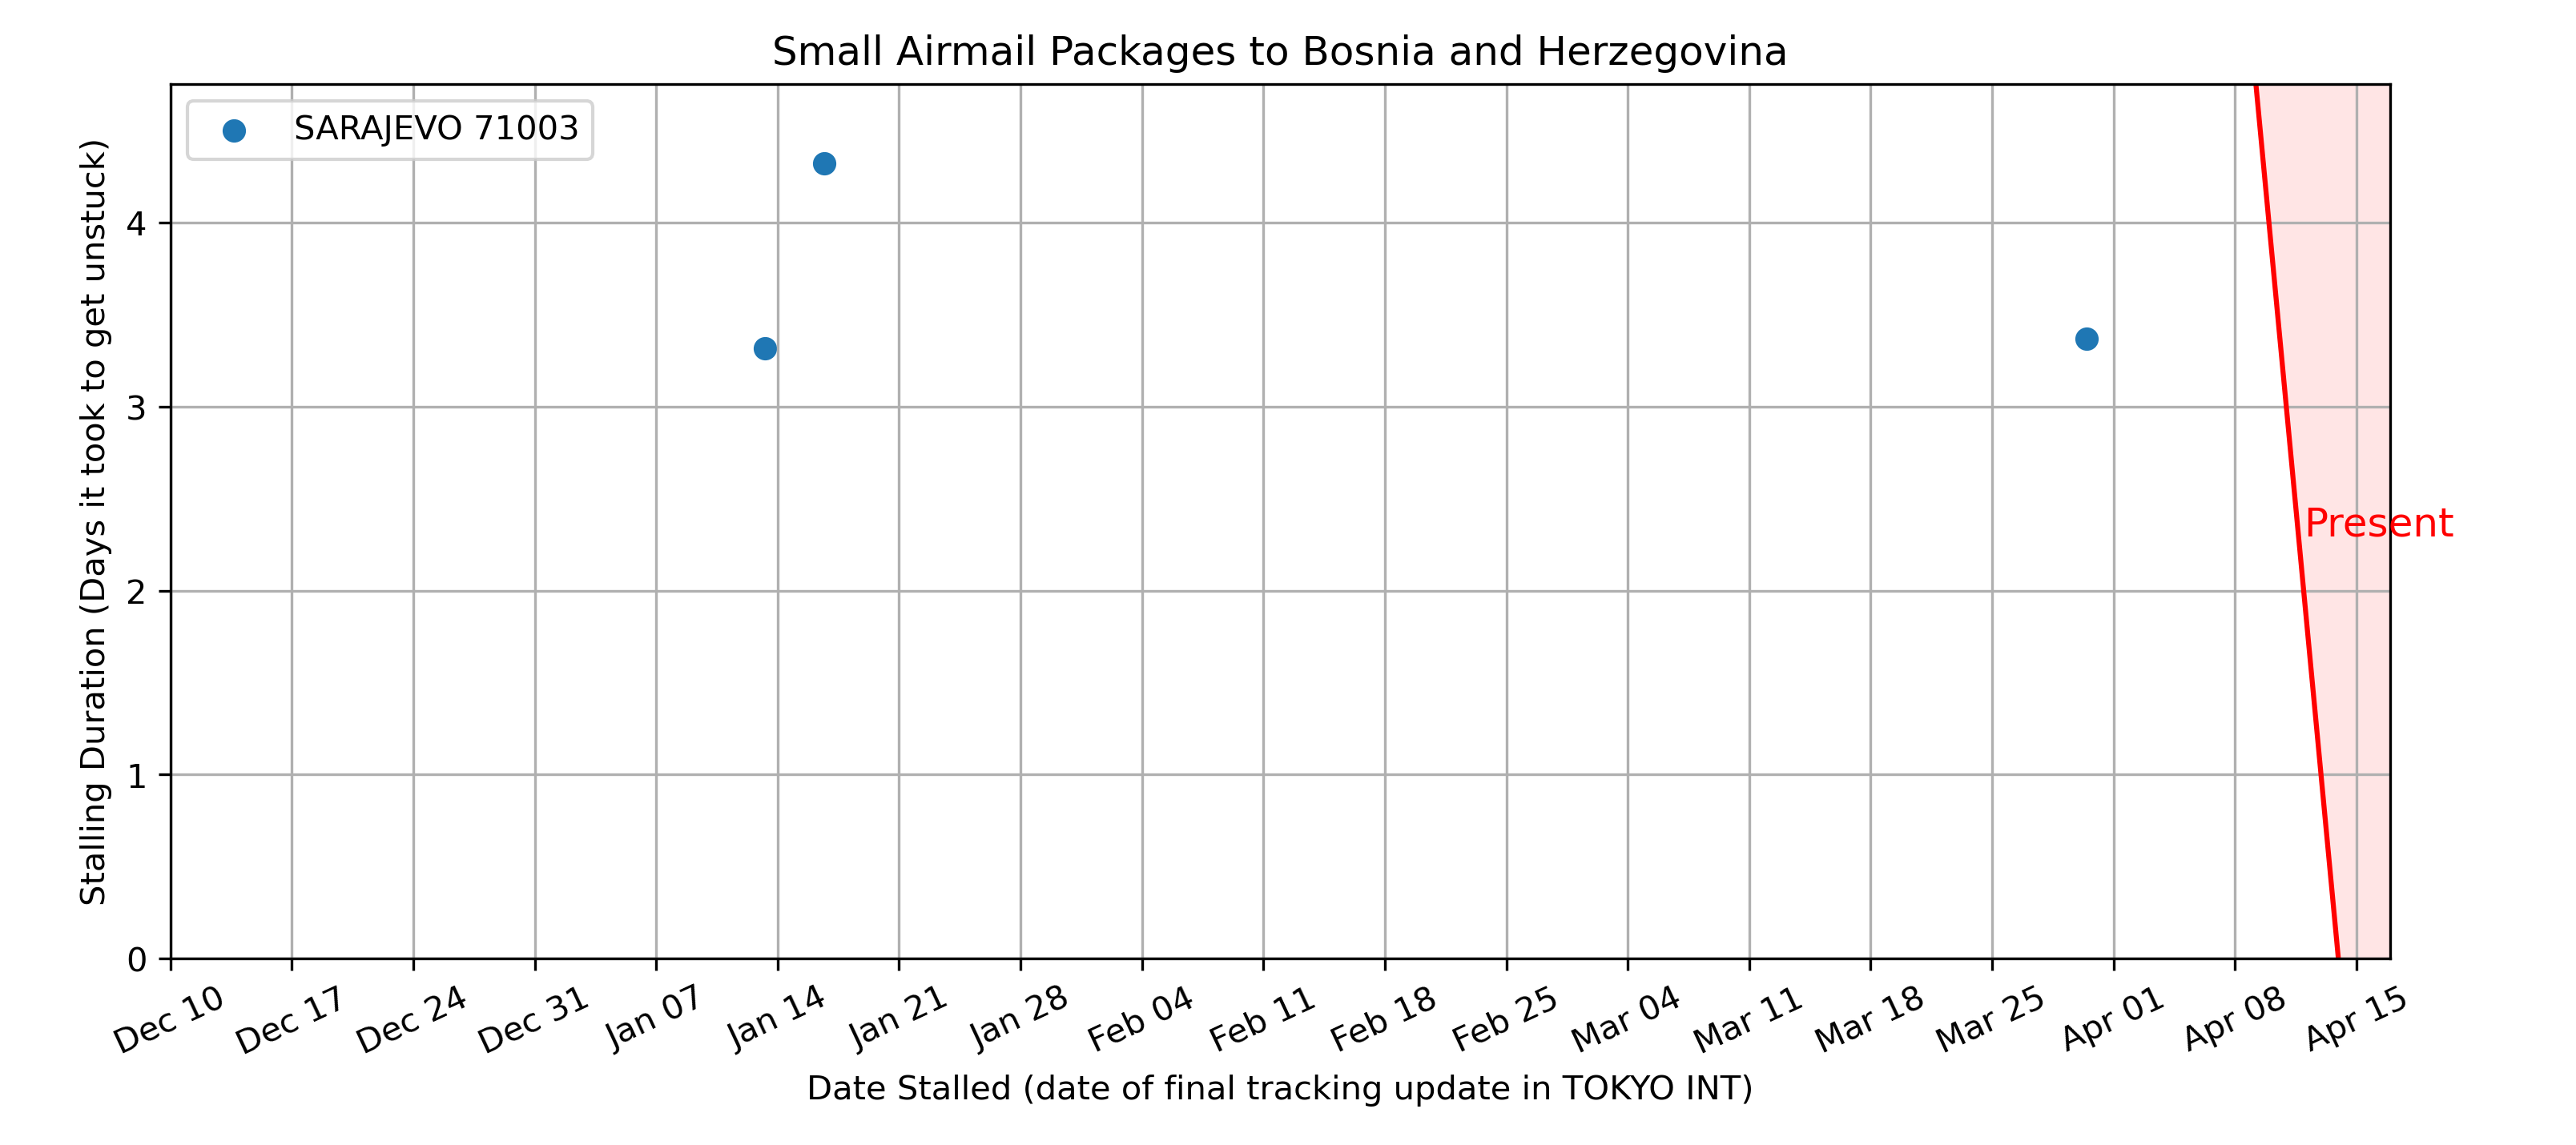 Small Airmail Packages to Bosnia and Herzegovina
SARAJEVO 71003
Stalling Duration (Days it took to get unstuck)
4
3
2
1
0
Present
Dec 10
Dec 17
Dec 24
Dec 31
Jan 07
Jan 14
Jan 21
Jan 28
Feb 04
Feb 11
Feb 18
Feb 25
Mar 04
Mar 11
Mar 18
Mar 25
Apr 01
Apr 08
Apr 15
Date Stalled (date of final tracking update in TOKYO INT)